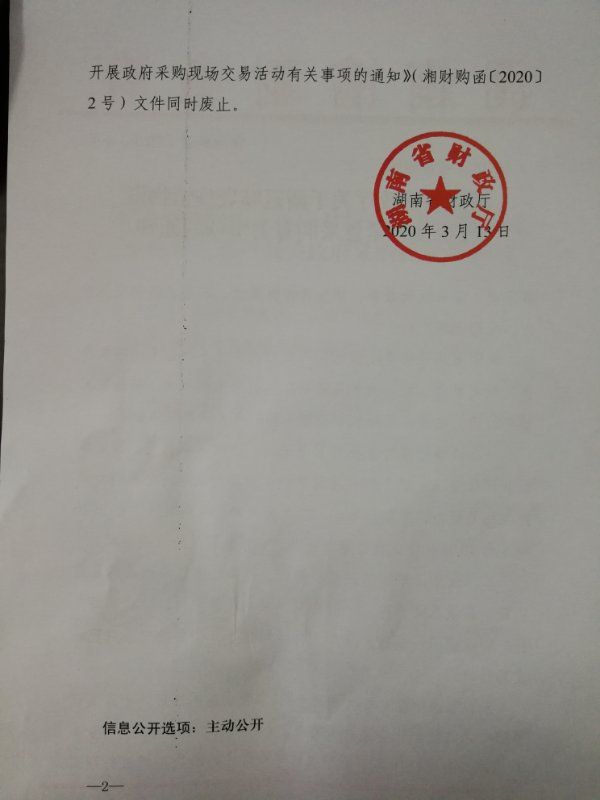 开展政府采购现场交易活动有关事项的通知》（湘财购函〔2020〕
2号）文件同时废止。
湖南省财政厅
湖南省财政厅
2020年3月13日
信息公开选项：主动公开
—2—